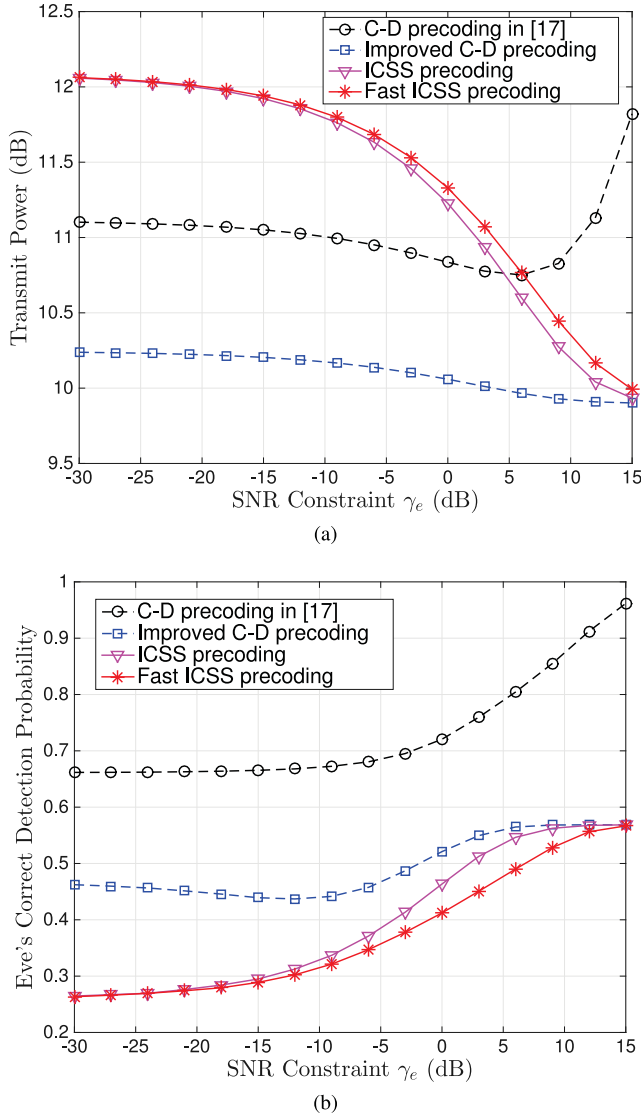 12.5
12
11.5
11
10.5
10
9.5
Transmit Power (dB)
C-D precoding in [17]
Improved C-D precoding
ICSS precoding
Fast ICSS precoding
-30 -25 -20 -15 -10 -5 0 5 10 15
SNR Constraint γe (dB)
(a)
1
0.9
0.8
0.7
0.6
0.5
0.4
0.3
0.2
Eve's Correct Detection Probability
C-D precoding in [17]
Improved C-D precoding
ICSS precoding
Fast ICSS precoding
-30 -25 -20 -15 -10 -5 0 5 10 15
SNR Constraint γe (dB)
(b)